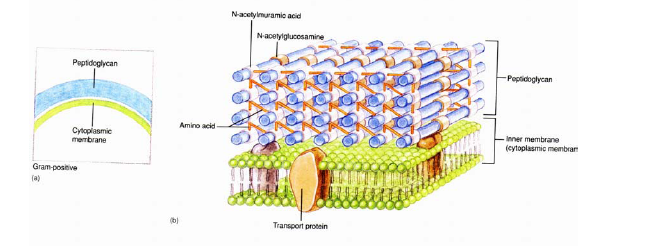 Peptidoglycan
Cytoplasmic
membrane
Gram-positive
(a)
N-acetylmuramic acid
N-acetylglucosamine
Amino acid
Peptidoglycan
Inner membrane
(cytoplasmic membran
Transport protein
(b)